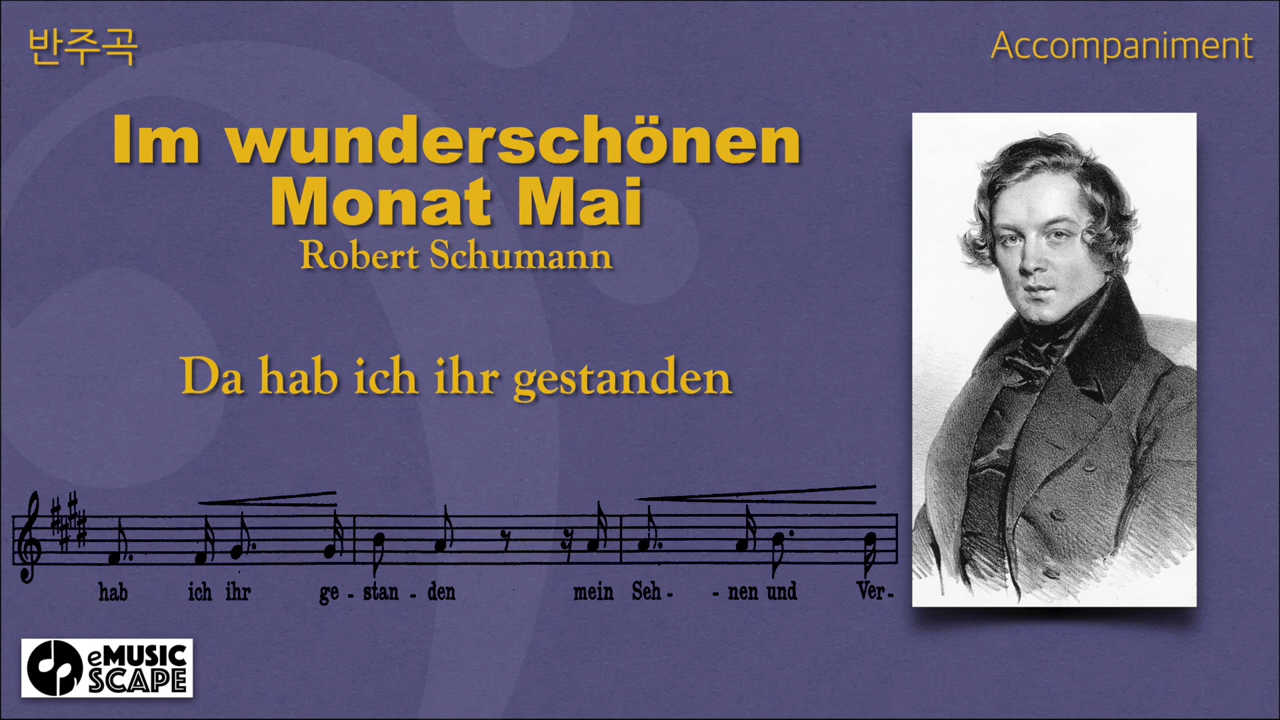 반주곡
Accompaniment
Im wunderschönen
Monat Mai
Robert Schumann
Da hab ich ihr gestanden
hab ich ihr ge - stan - den mein Seh - - nen und Ver-
eMUSIC
SCAPE